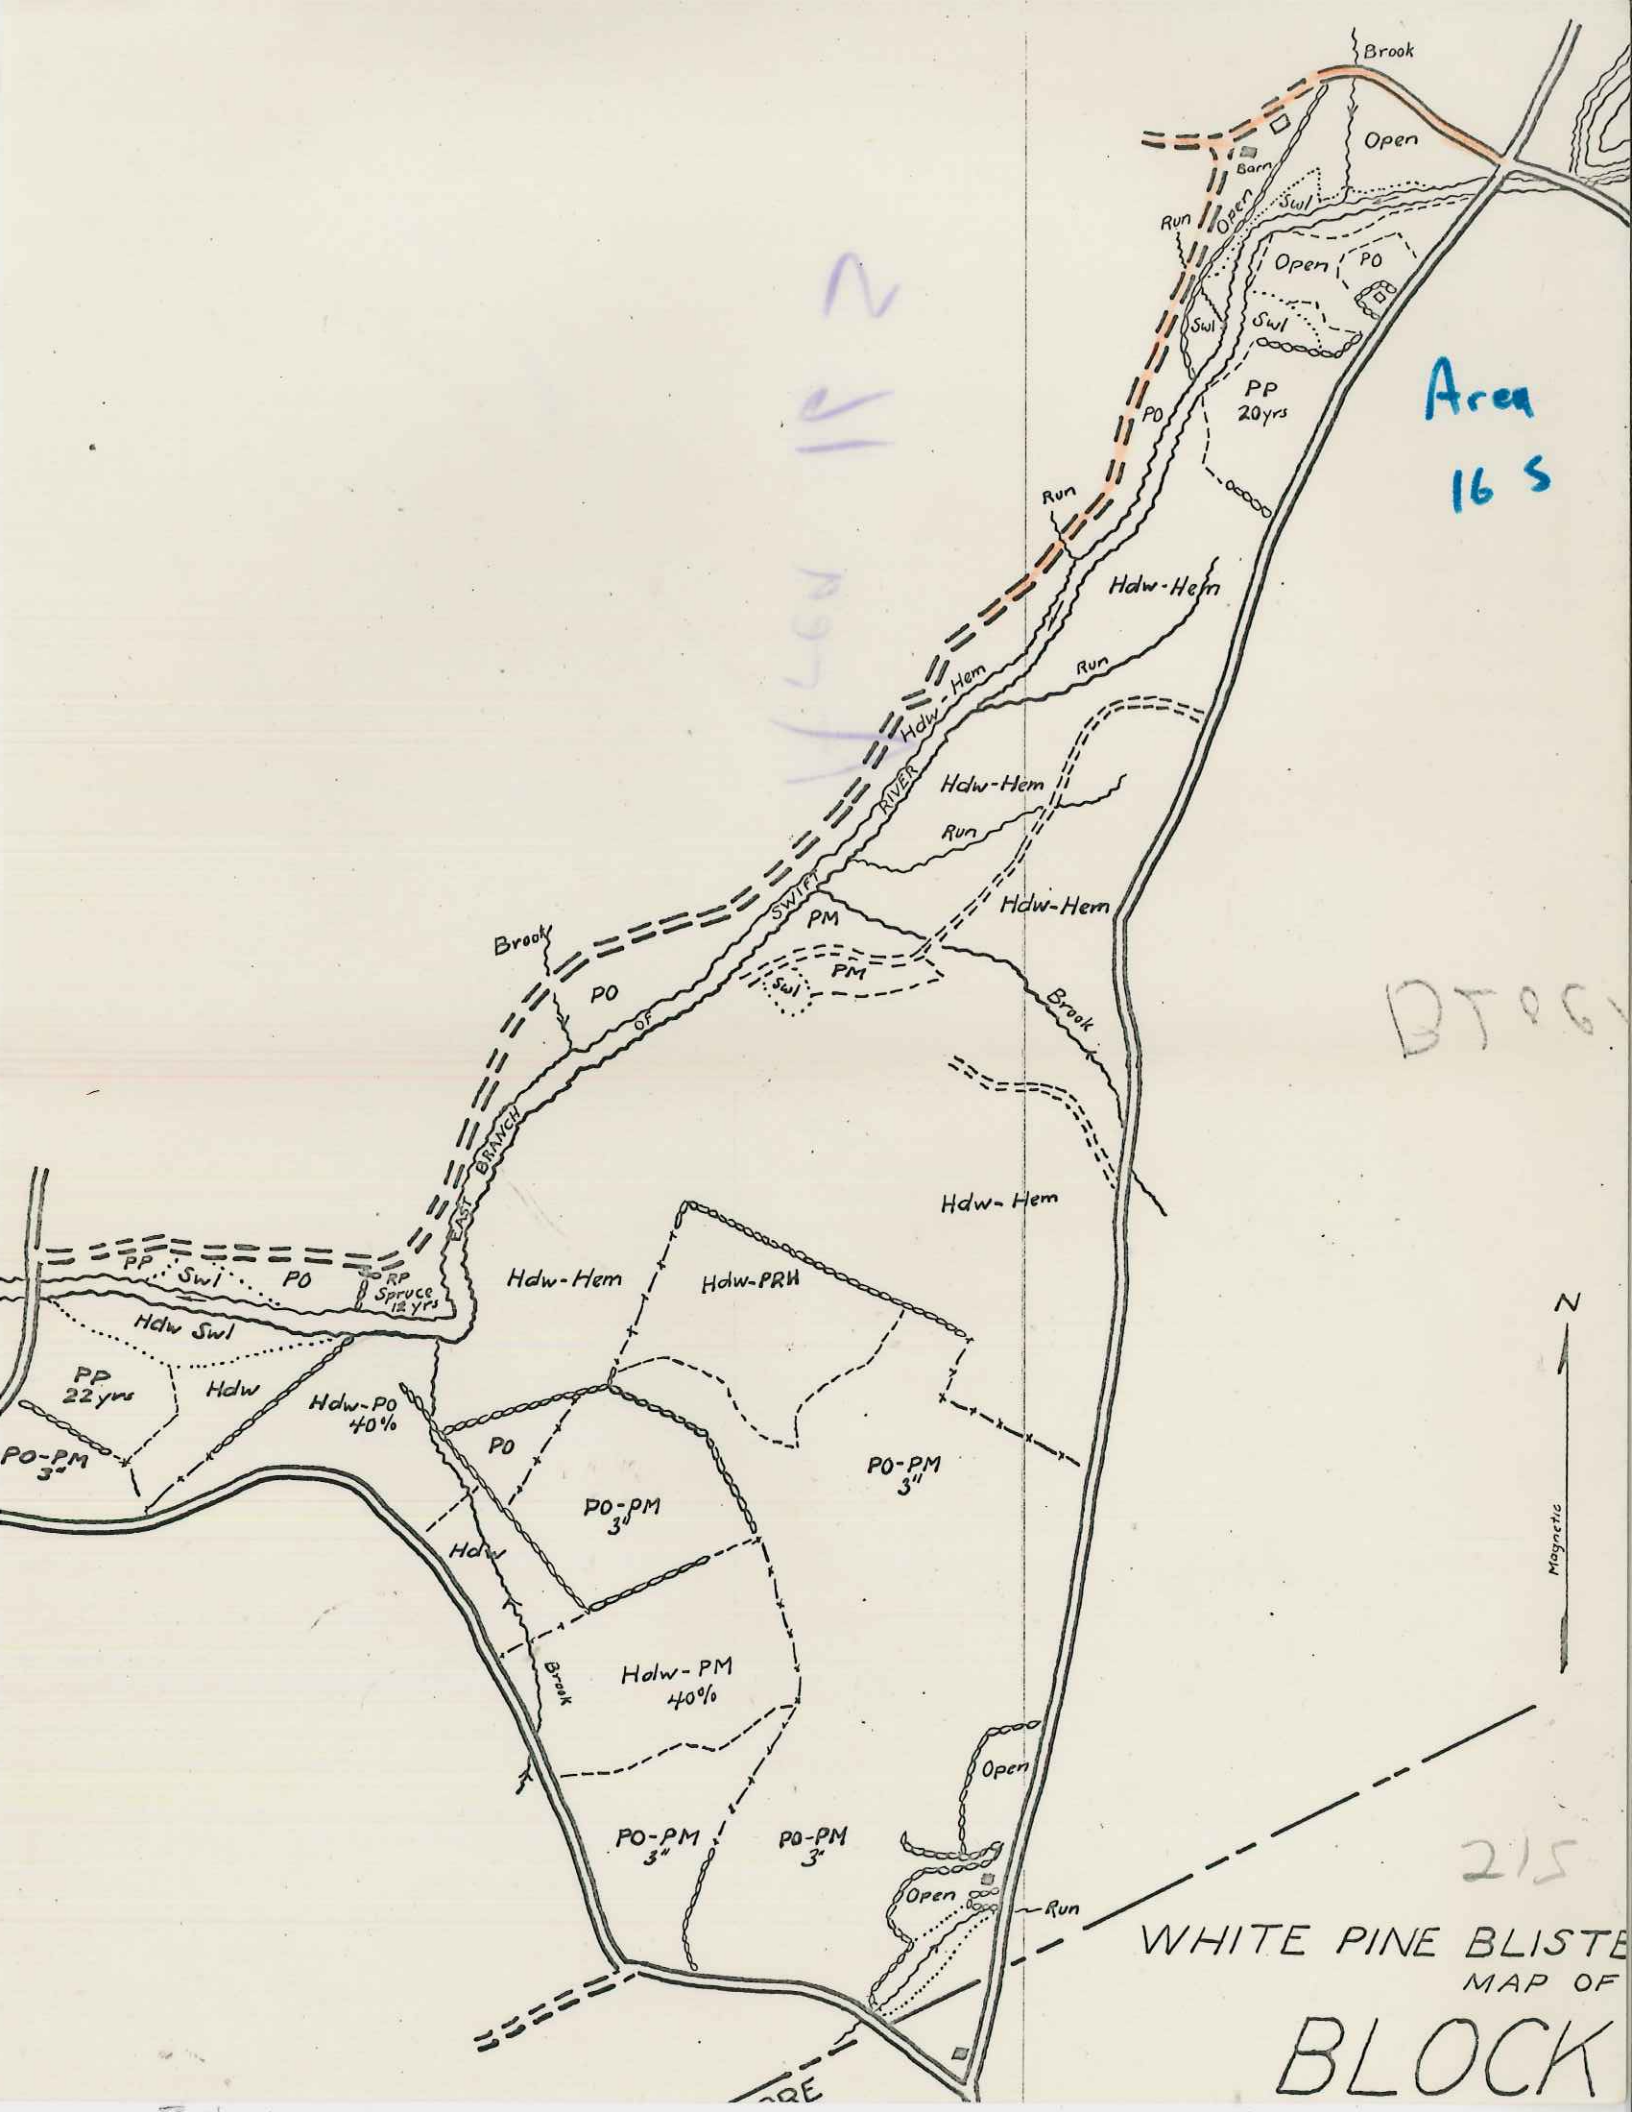 Brook
Open
Barn
Open
Swl
Run
Open
PO
Swl
Swl
PP
20yrs
PO
Area
16 S
Run
Hdw-Hem
Run
Hdw-Hem
Hdw-Hem
Run
Hdw-Hem
PM
PM
Swl
Brook
Brook
PO
EAST BRANCH OF SWIFT RIVER
Hdw-Hem
Hdw-Hem
Hdw-PRH
PP
Swl
PO
RP
Spruce
12 yrs
Hdw Swl
PP
22 yrs
Hdw
Hdw-PO
40%
PO-PM
3"
PO
PO-PM
3"
PO-PM
3"
Hdw
Brook
Hdw-PM
40%
PO-PM
3"
PO-PM
3"
Open
Open
Run
N
Magnetic
21S
WHITE PINE BLISTE
MAP OF
BLOCK